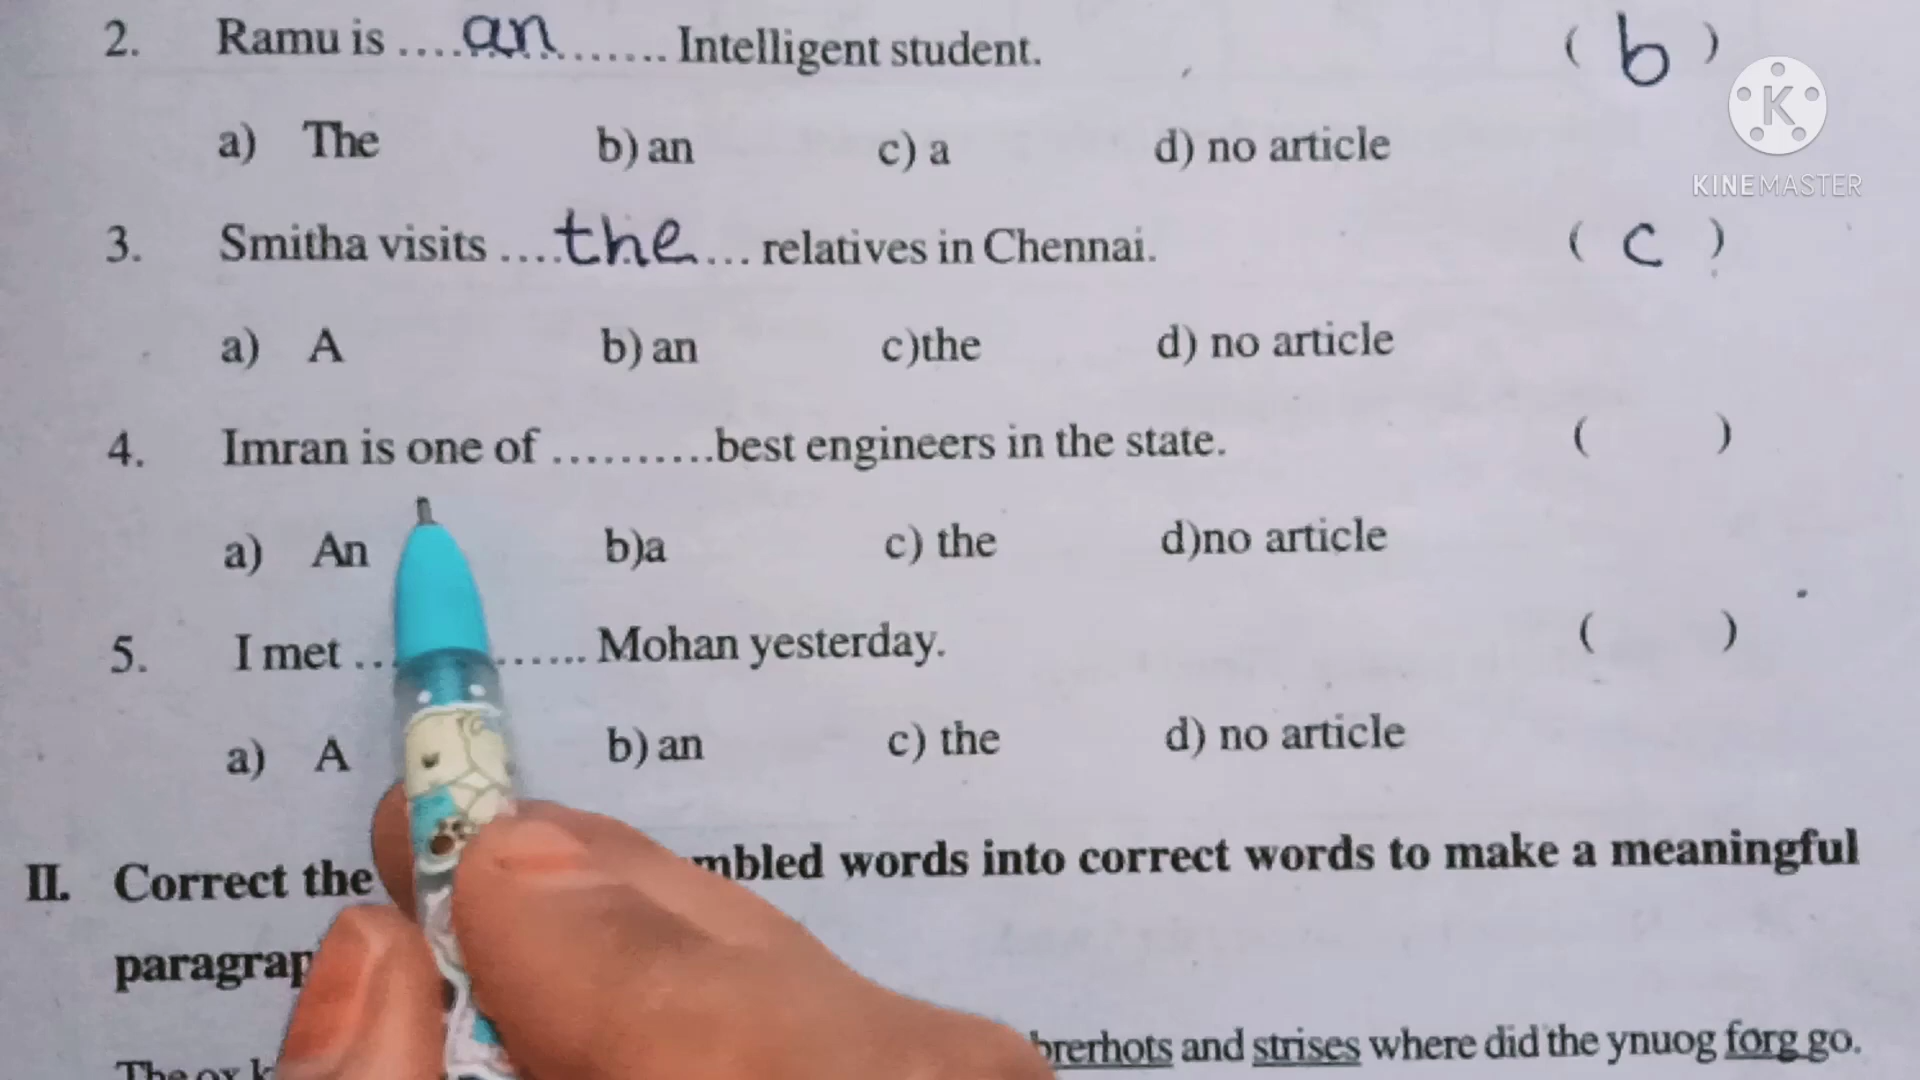 2. Ramu is ....an.......... Intelligent student. ( b )
a) The b) an c) a d) no article
KINEMASTER
3. Smitha visits ....the... relatives in Chennai. ( c )
a) A b) an c)the d) no article
4. Imran is one of ..........best engineers in the state. ( )
a) An b)a c) the d)no article
5. I met ........... Mohan yesterday. ( )
a) A b) an c) the d) no article
II. Correct the words into correct words to make a meaningful
The ox and strises where did the ynuog forg go.